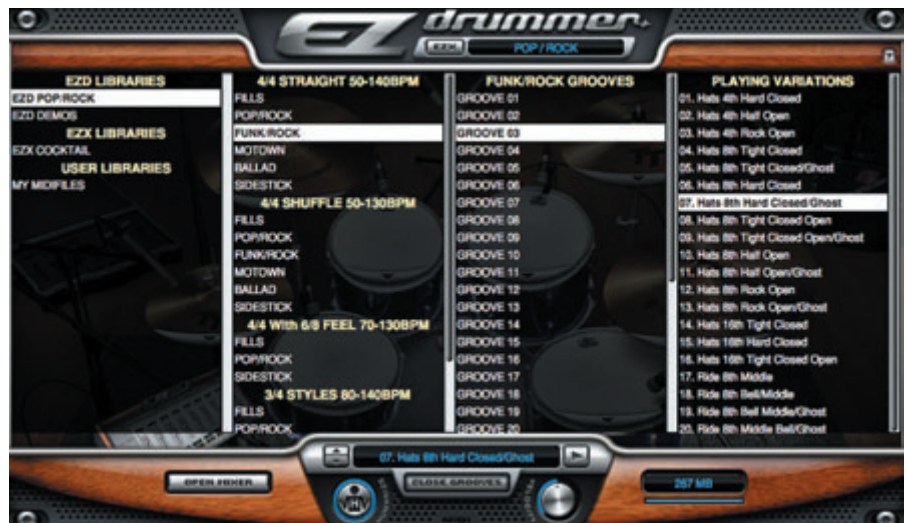 EZ drummer
EZX
POP / ROCK
EZD LIBRARIES
EZD POP/ROCK
EZD DEMOS
EZX LIBRARIES
EZX COCKTAIL
USER LIBRARIES
MY MIDIFILES
4/4 STRAIGHT 50-140BPM
FILLS
POP/ROCK
FUNK/ROCK
MOTOWN
BALLAD
SIDESTICK
4/4 SHUFFLE 50-130BPM
FILLS
POP/ROCK
FUNK/ROCK
MOTOWN
BALLAD
SIDESTICK
4/4 With 6/8 FEEL 70-130BPM
FILLS
POP/ROCK
SIDESTICK
3/4 STYLES 80-140BPM
FILLS
POP/ROCK
FUNK/ROCK GROOVES
GROOVE 01
GROOVE 02
GROOVE 03
GROOVE 04
GROOVE 05
GROOVE 06
GROOVE 07
GROOVE 08
GROOVE 09
GROOVE 10
GROOVE 11
GROOVE 12
GROOVE 13
GROOVE 14
GROOVE 15
GROOVE 16
GROOVE 17
GROOVE 18
GROOVE 19
GROOVE 20
PLAYING VARIATIONS
01. Hats 4th Hard Closed
02. Hats 4th Half Open
03. Hats 4th Rock Open
04. Hats 8th Tight Closed
05. Hats 8th Tight Closed/Ghost
06. Hats 8th Hard Closed
07. Hats 8th Hard Closed/Ghost
08. Hats 8th Tight Closed Open
09. Hats 8th Tight Closed Open/Ghost
10. Hats 8th Half Open
11. Hats 8th Half Open/Ghost
12. Hats 8th Rock Open
13. Hats 8th Rock Open/Ghost
14. Hats 16th Tight Closed
15. Hats 16th Hard Closed
16. Hats 16th Tight Closed Open
17. Ride 8th Middle
18. Ride 8th Bell/Middle
19. Ride 8th Bell Middle/Ghost
20. Ride 8th Middle Bell/Ghost
07. Hats 8th Hard Closed/Ghost
OPEN MIXER
CLOSE GROOVES
267 MB